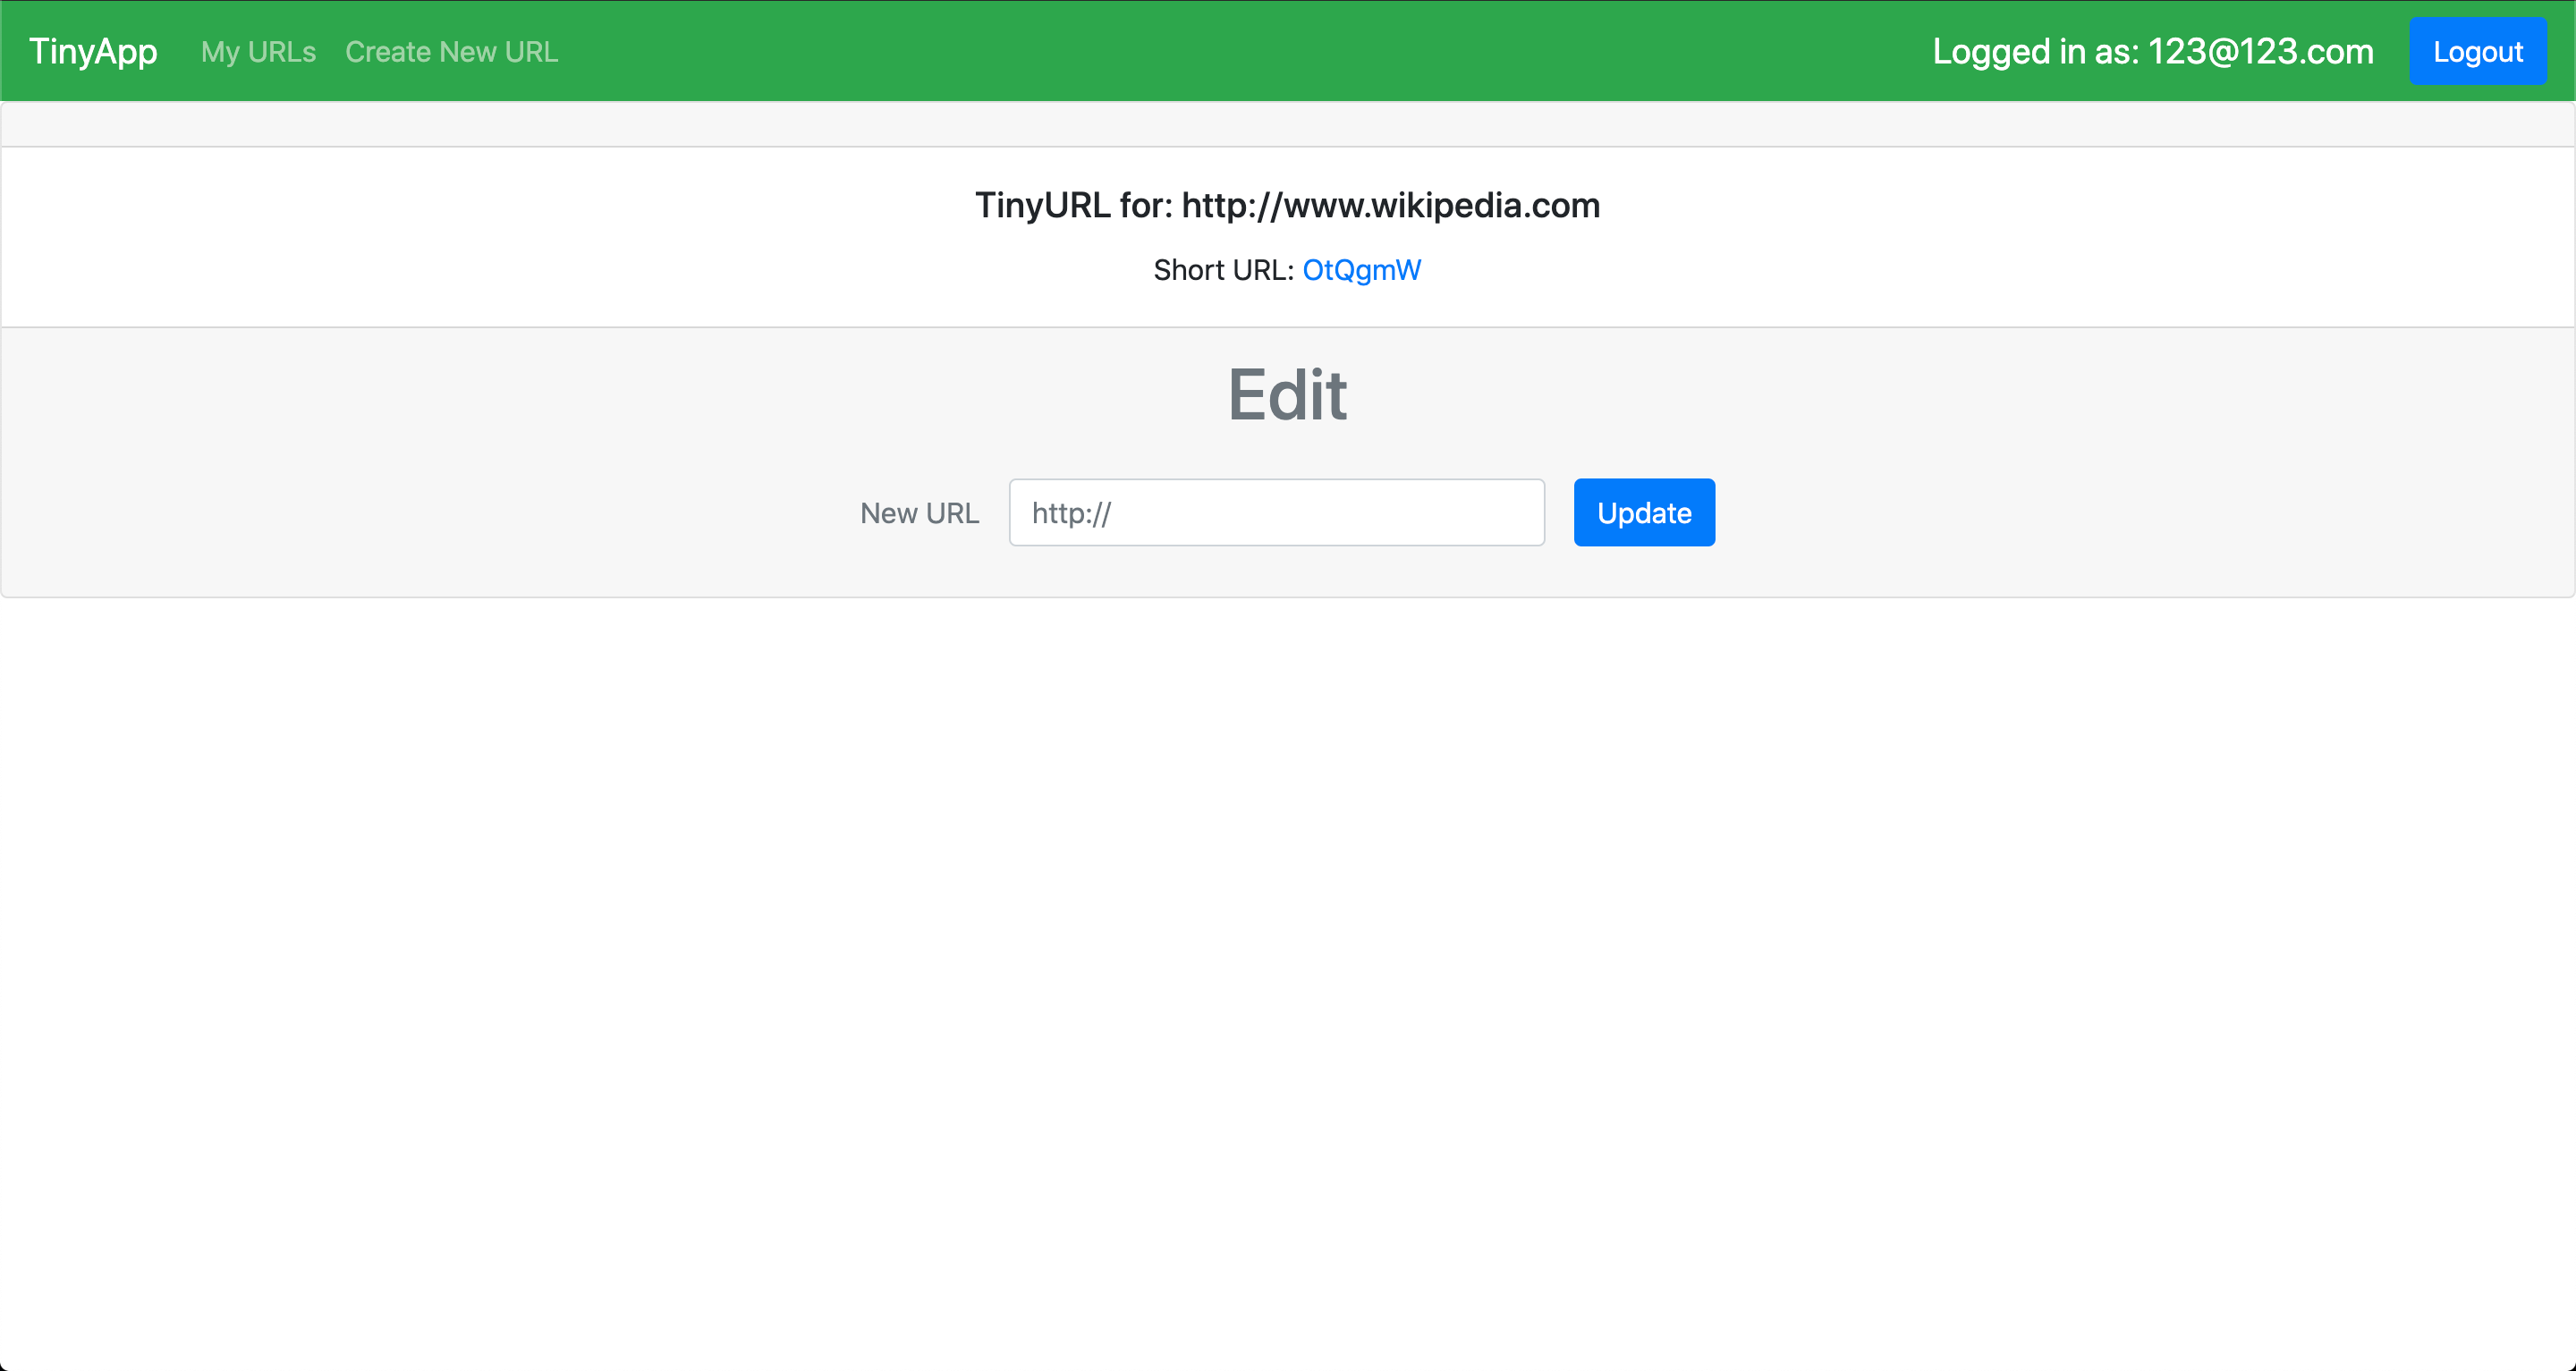 TinyApp My URLs Create New URL Logged in as: 123@123.com Logout
TinyURL for: http://www.wikipedia.com
Short URL: OtQgmW
Edit
New URL http:// Update